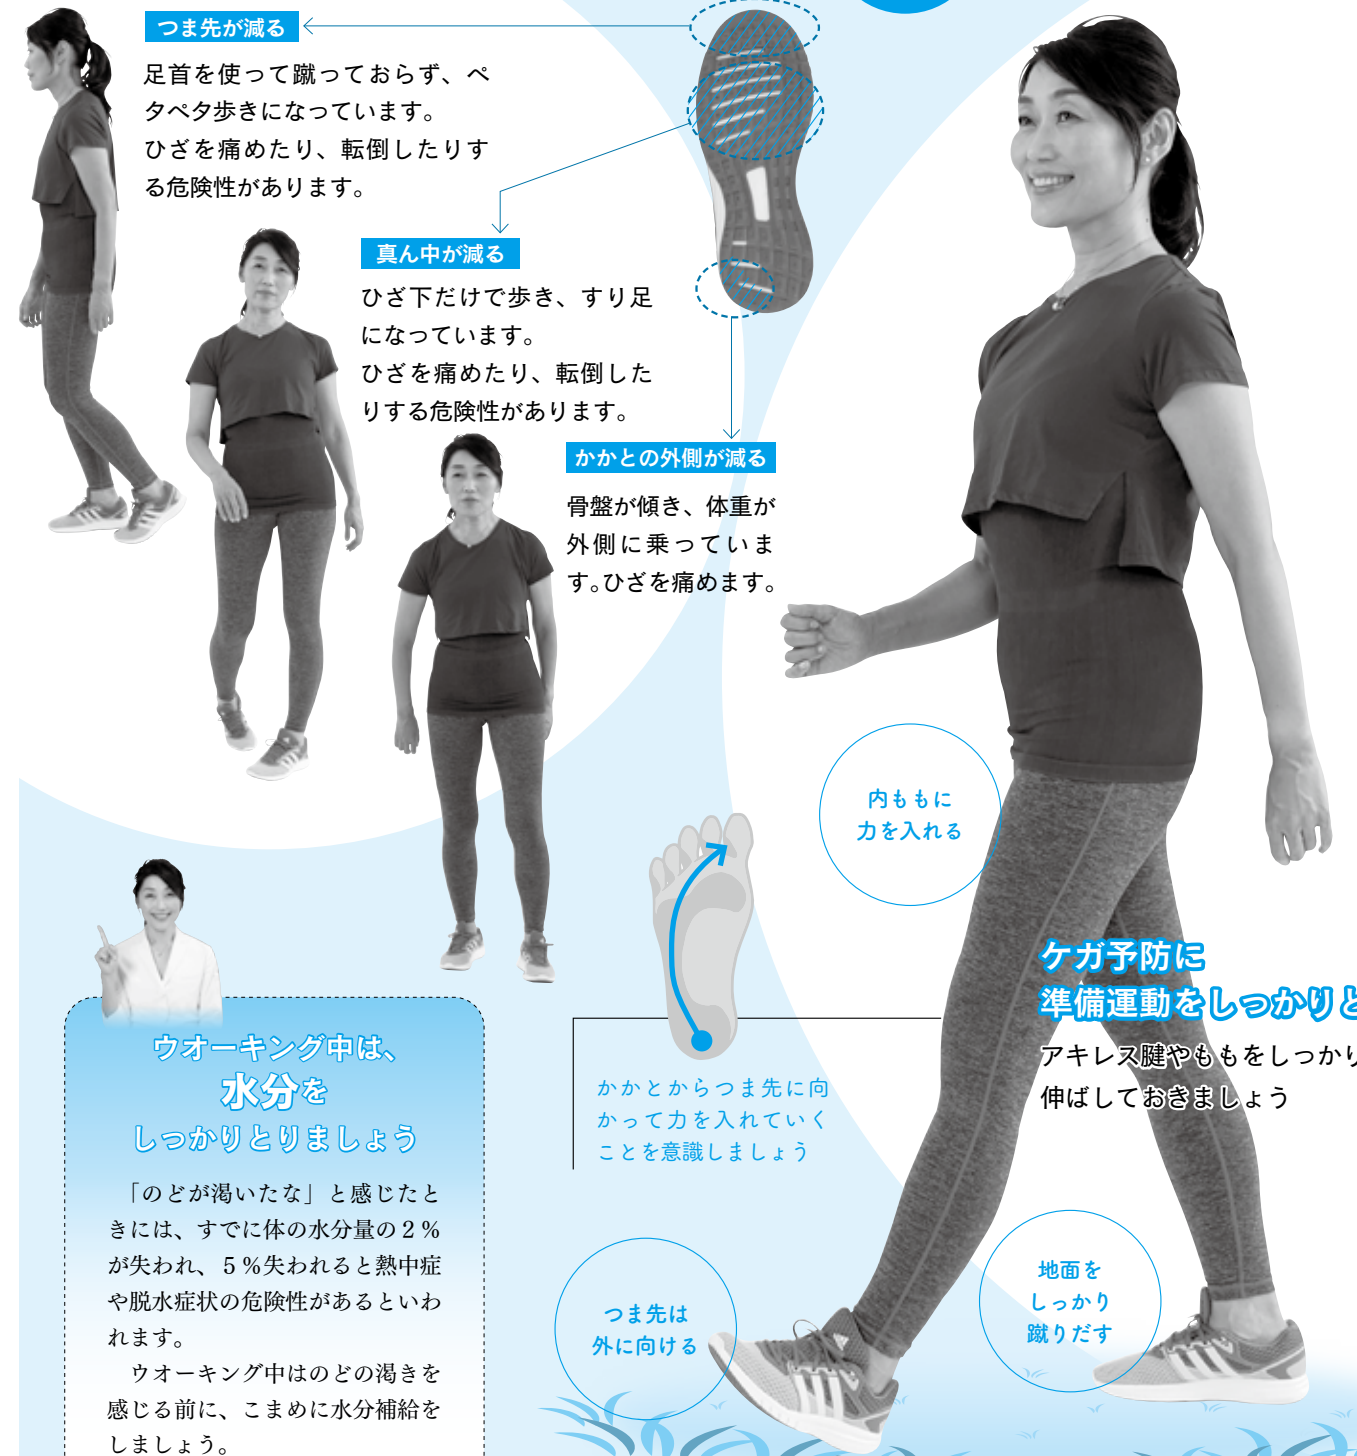 つま先が減る
足首を使って蹴っておらず、ペ
タペタ歩きになっています。
ひざを痛めたり、転倒したりす
る危険性があります。
真ん中が減る
ひざ下だけで歩き、すり足
になっています。
ひざを痛めたり、転倒した
りする危険性があります。
かかとの外側が減る
骨盤が傾き、体重が
外側に乗っていま
す。ひざを痛めます。
内ももに
力を入れる
ケガ予防に
準備運動をしっかりと
アキレス腱やももをしっかり
伸ばしておきましょう
かかとからつま先に向
かって力を入れていく
ことを意識しましょう
つま先は
外に向ける
地面を
しっかり
蹴りだす
ウオーキング中は、
水分を
しっかりとりましょう
「のどが渇いたな」と感じたと
きには、すでに体の水分量の2%
が失われ、5%失われると熱中症
や脱水症状の危険性があるといわ
れます。
ウオーキング中はのどの渇きを
感じる前に、こまめに水分補給を
しましょう。